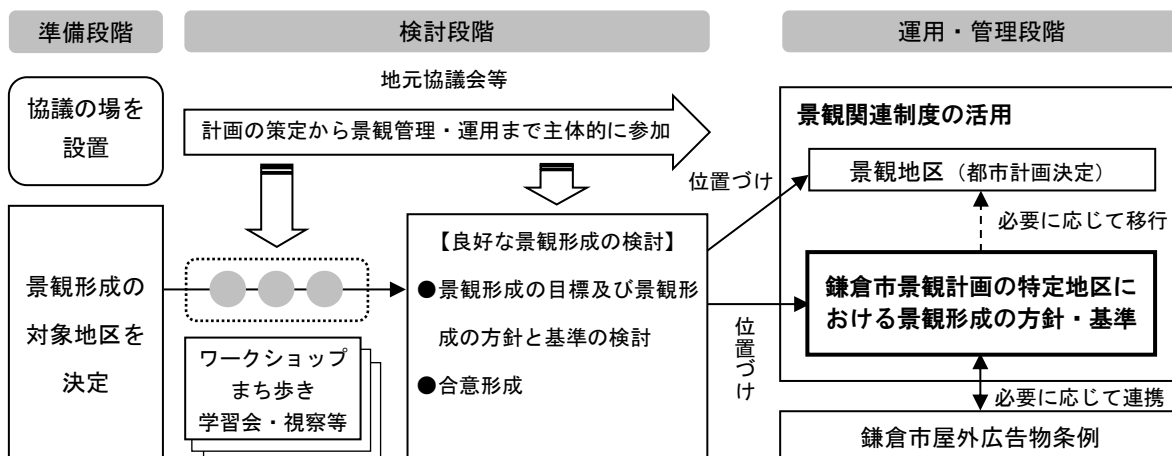 準備段階
検討段階
運用・管理段階
協議の場を
設置
地元協議会等
計画の策定から景観管理・運用まで主体的に参加
景観形成の
対象地区を
決定
ワークショップ
まち歩き
学習会・視察等
【良好な景観形成の検討】
●景観形成の目標及び景観形
成の方針と基準の検討
●合意形成
位置づけ
位置づけ
景観関連制度の活用
景観地区（都市計画決定）
必要に応じて移行
鎌倉市景観計画の特定地区に
おける景観形成の方針・基準
必要に応じて連携
鎌倉市屋外広告物条例